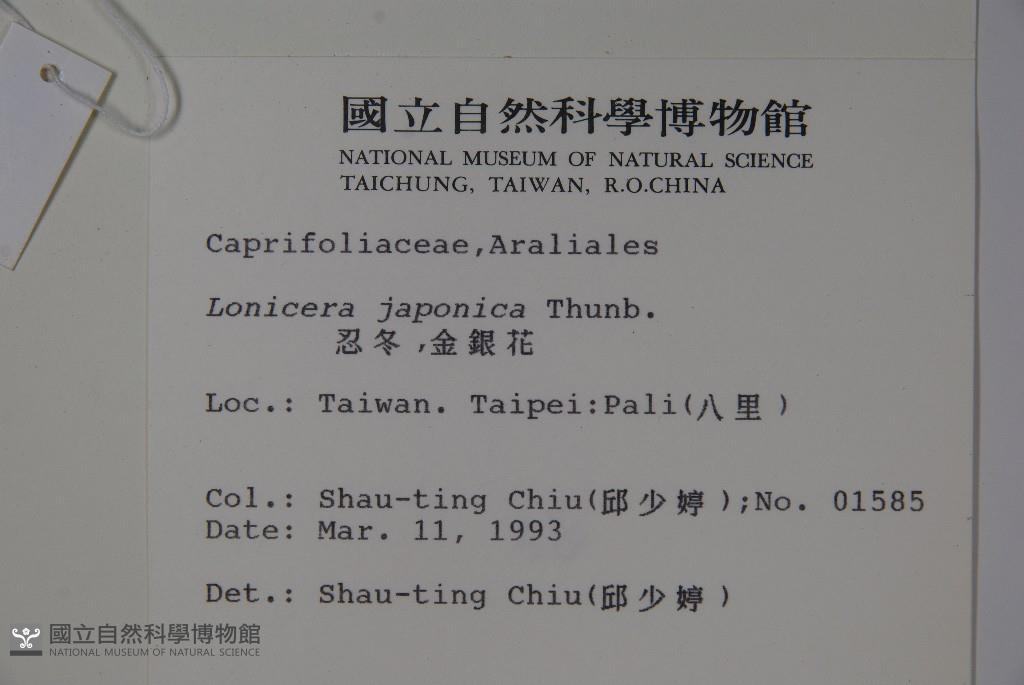 國立自然科學博物館
NATIONAL MUSEUM OF NATURAL SCIENCE
TAICHUNG, TAIWAN, R.O.CHINA
Caprifoliaceae,Araliales
Lonicera japonica Thunb.
忍冬,金銀花
Loc.: Taiwan. Taipei:Pali(八里)
Col.: Shau-ting Chiu(邱少婷);No. 01585
Date: Mar. 11, 1993
Det.: Shau-ting Chiu(邱少婷)
國立自然科學博物館
NATIONAL MUSEUM OF NATURAL SCIENCE